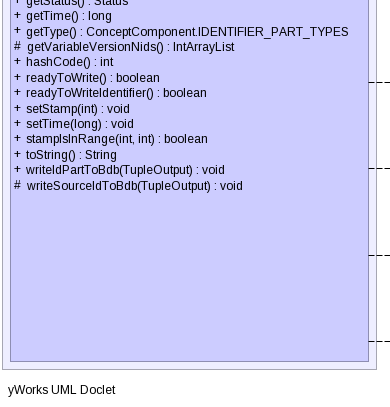 + getStatus() : Status
+ getTime() : long
+ getType() : ConceptComponent.IDENTIFIER_PART_TYPES
# getVariableVersionNids() : IntArrayList
+ hashCode() : int
+ readyToWrite() : boolean
+ readyToWriteIdentifier() : boolean
+ setStamp(int) : void
+ setTime(long) : void
+ stampIsInRange(int, int) : boolean
+ toString() : String
+ writeIdPartToBdb(TupleOutput) : void
# writeSourceIdToBdb(TupleOutput) : void
yWorks UML Doclet